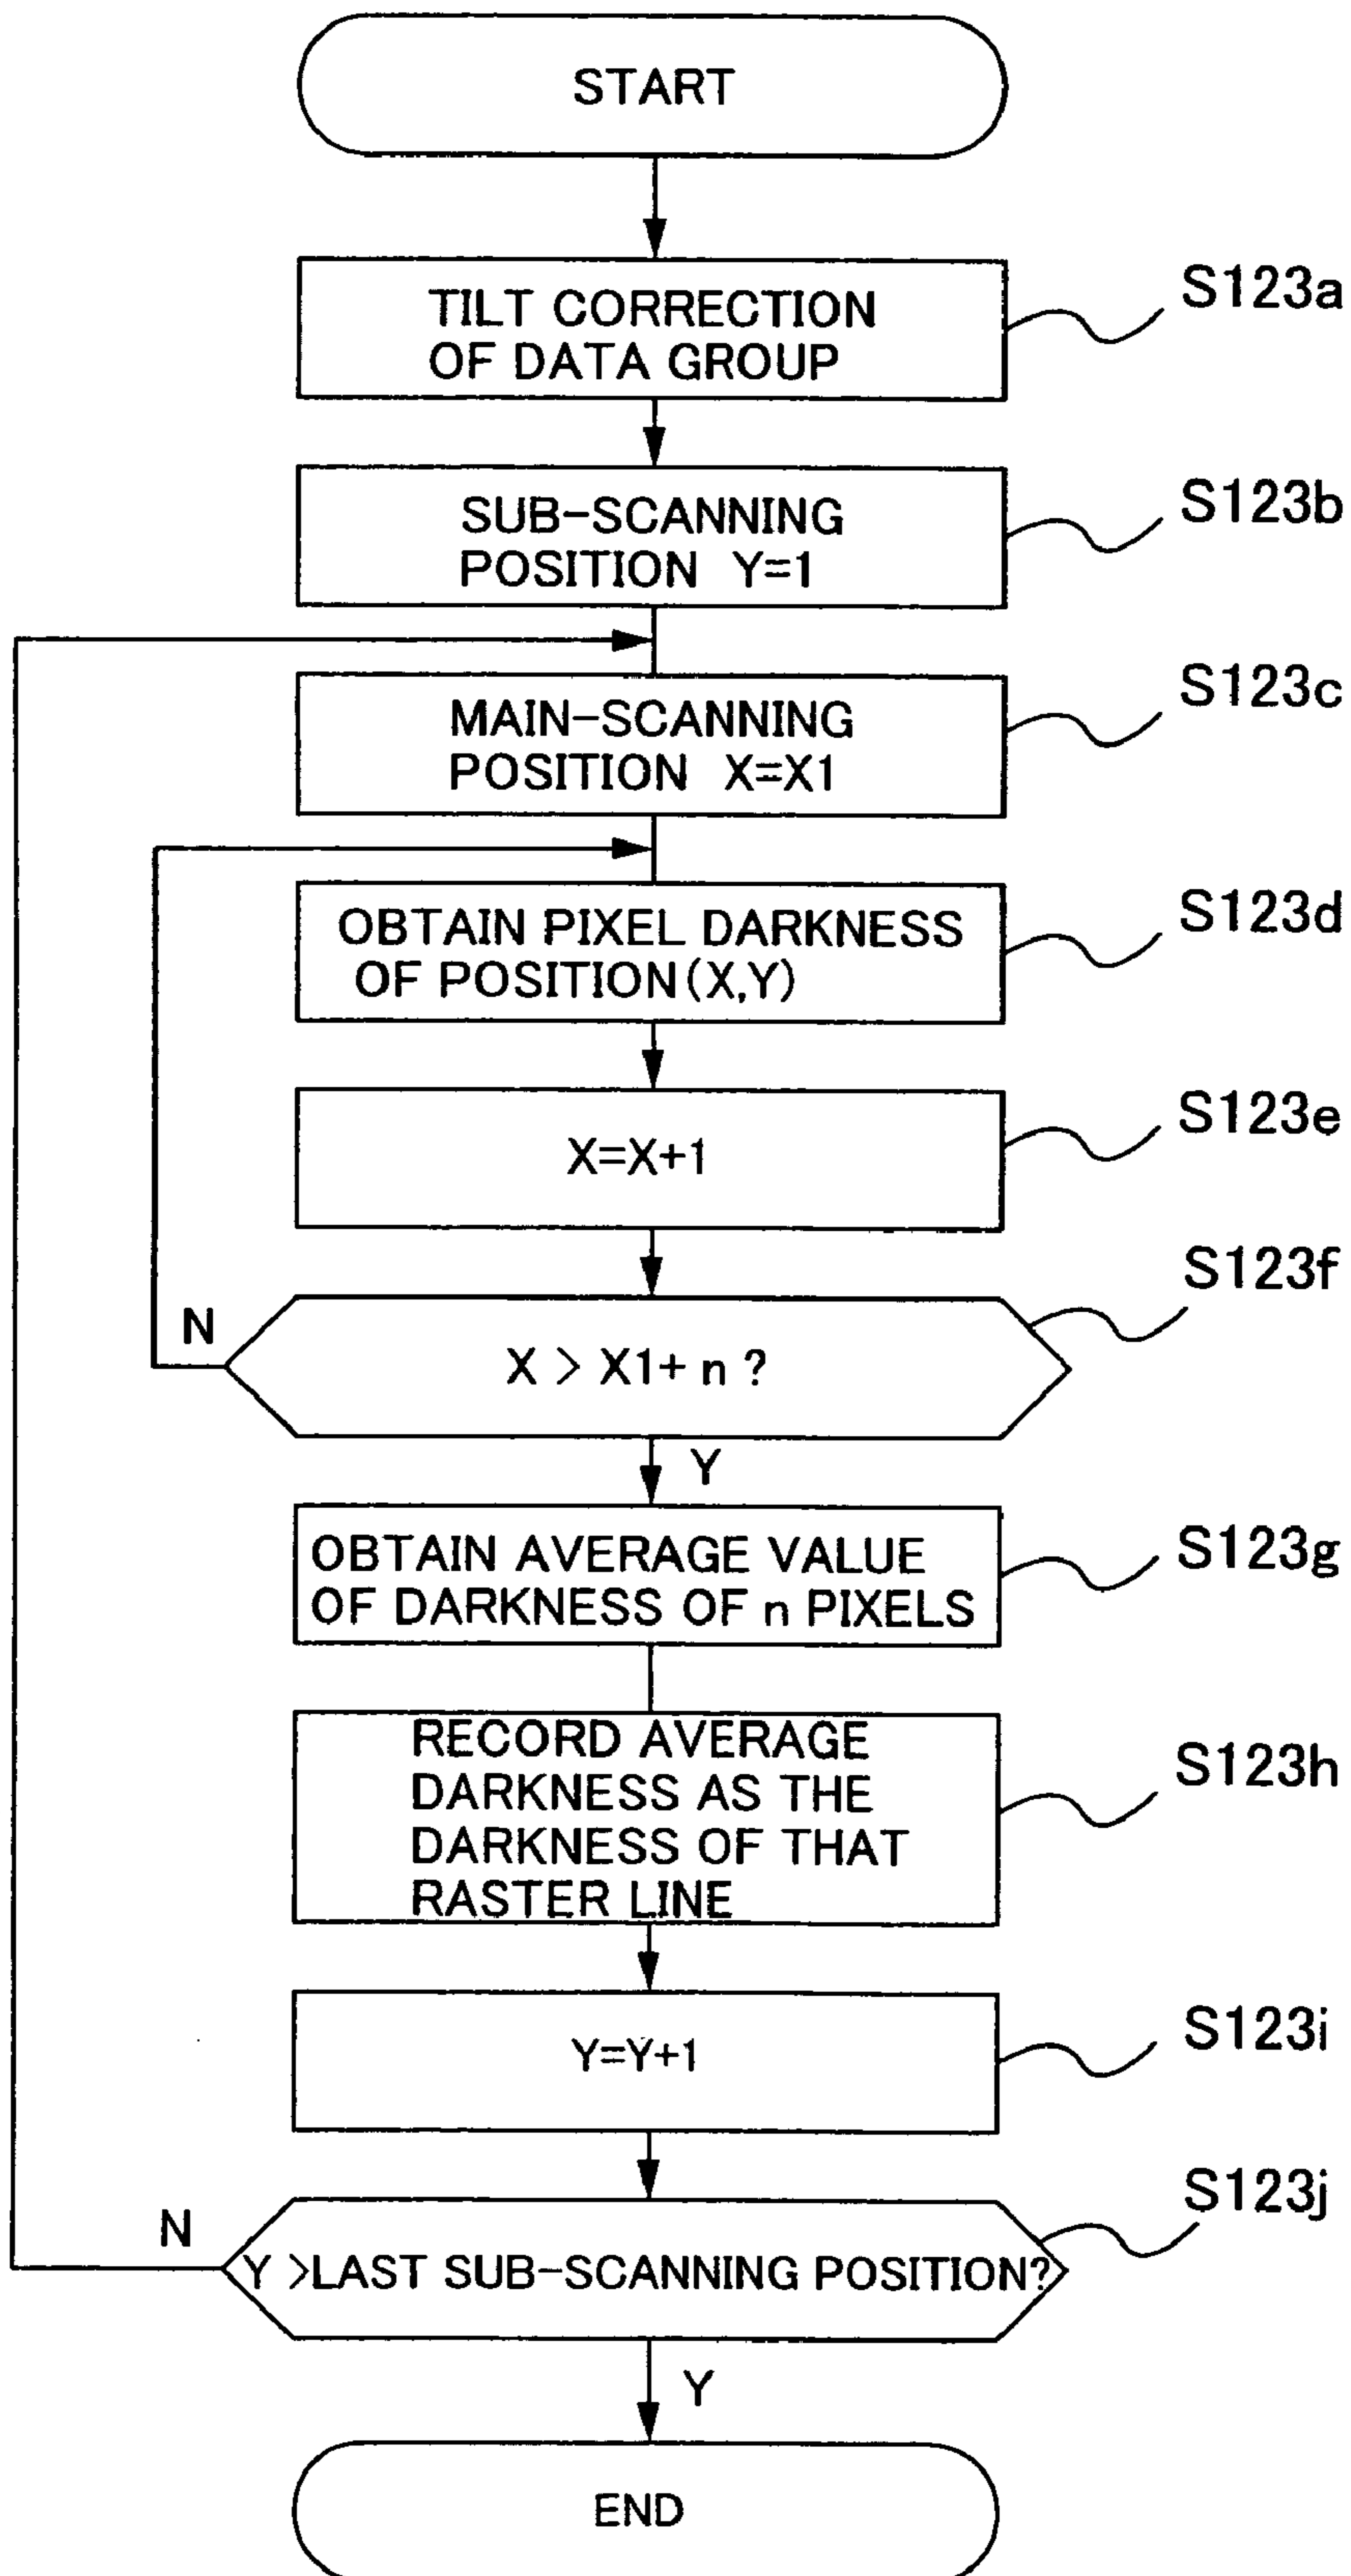 START
TILT CORRECTION
OF DATA GROUP
S123a
SUB-SCANNING
POSITION Y=1
S123b
MAIN-SCANNING
POSITION X=X1
S123c
OBTAIN PIXEL DARKNESS
OF POSITION(X,Y)
S123d
X=X+1
S123e
X > X1+ n ?
S123f
N
Y
OBTAIN AVERAGE VALUE
OF DARKNESS OF n PIXELS
S123g
RECORD AVERAGE
DARKNESS AS THE
DARKNESS OF THAT
RASTER LINE
S123h
Y=Y+1
S123i
Y >LAST SUB-SCANNING POSITION?
S123j
N
Y
END